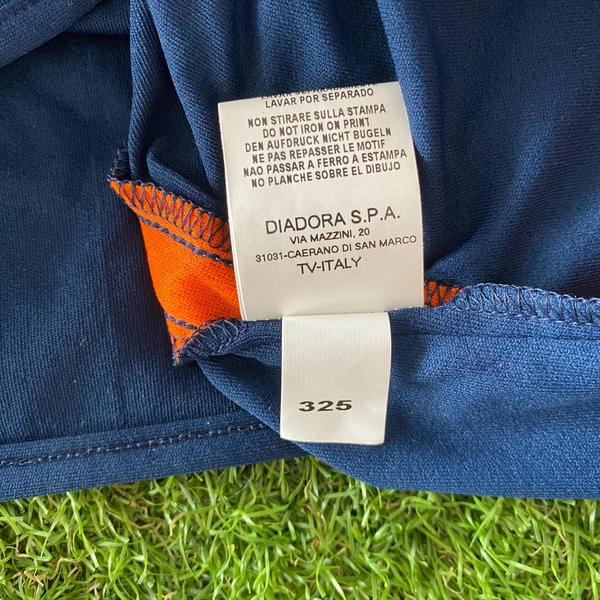 LAVAR POR SEPARADO
NON STIRARE SULLA STAMPA
DO NOT IRON ON PRINT
DEN AUFDRUCK NICHT BUGELN
NE PAS REPASSER LE MOTIF
NAO PASSAR A FERRO A ESTAMPA
NO PLANCHE SOBRE EL DIBUJO
DIADORA S.P.A.
VIA MAZZINI, 20
31031-CAERANO DI SAN MARCO
TV-ITALY
325